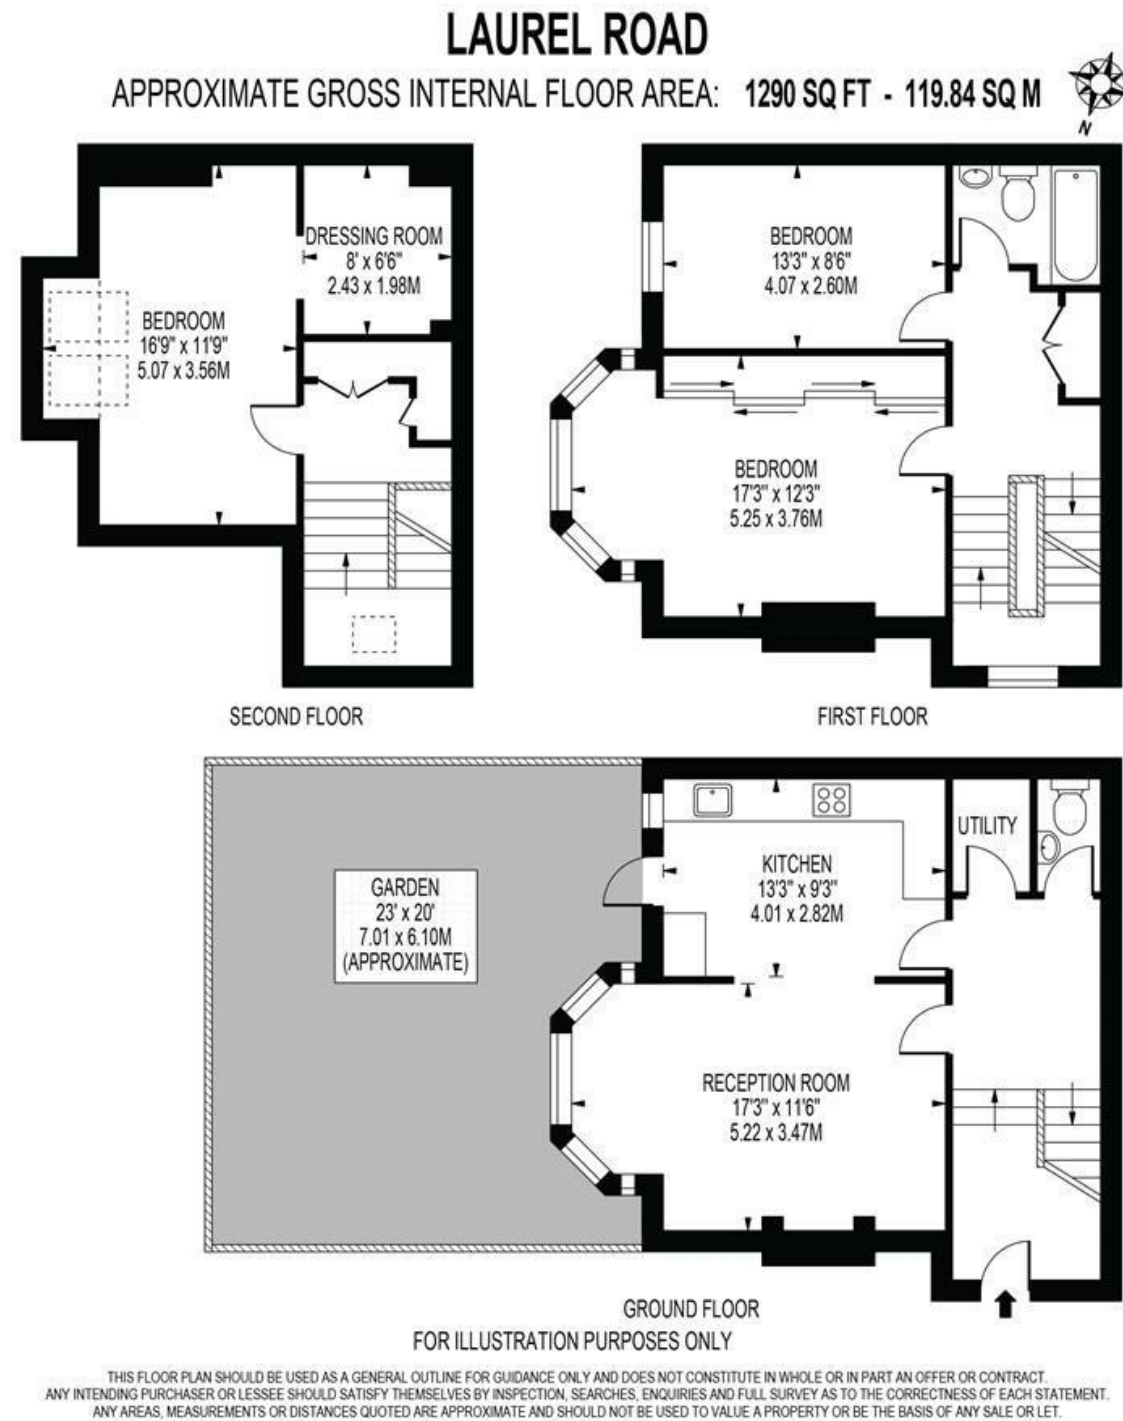 LAUREL ROAD
APPROXIMATE GROSS INTERNAL FLOOR AREA: 1290 SQ FT - 119.84 SQ M
N
DRESSING ROOM
8' x 6'6"
2.43 x 1.98M
BEDROOM
16'9" x 11'9"
5.07 x 3.56M
SECOND FLOOR
BEDROOM
13'3" x 8'6"
4.07 x 2.60M
BEDROOM
17'3" x 12'3"
5.25 x 3.76M
FIRST FLOOR
GARDEN
23' x 20'
7.01 x 6.10M
(APPROXIMATE)
KITCHEN
13'3" x 9'3"
4.01 x 2.82M
UTILITY
RECEPTION ROOM
17'3" x 11'6"
5.22 x 3.47M
GROUND FLOOR
FOR ILLUSTRATION PURPOSES ONLY
THIS FLOOR PLAN SHOULD BE USED AS A GENERAL OUTLINE FOR GUIDANCE ONLY AND DOES NOT CONSTITUTE IN WHOLE OR IN PART AN OFFER OR CONTRACT.
ANY INTENDING PURCHASER OR LESSEE SHOULD SATISFY THEMSELVES BY INSPECTION, SEARCHES, ENQUIRIES AND FULL SURVEY AS TO THE CORRECTNESS OF EACH STATEMENT.
ANY AREAS, MEASUREMENTS OR DISTANCES QUOTED ARE APPROXIMATE AND SHOULD NOT BE USED TO VALUE A PROPERTY OR BE THE BASIS OF ANY SALE OR LET.